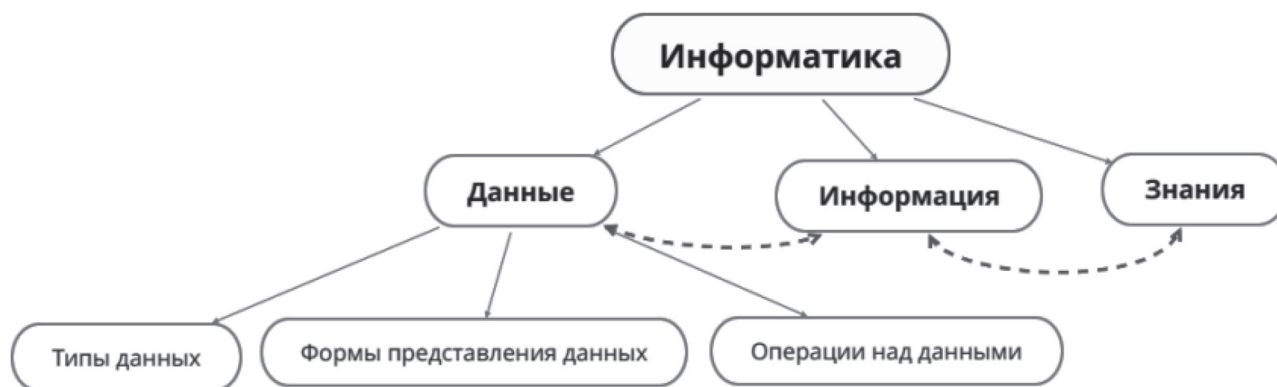 Информатика
Данные
Информация
Знания
Типы данных
Формы представления данных
Операции над данными